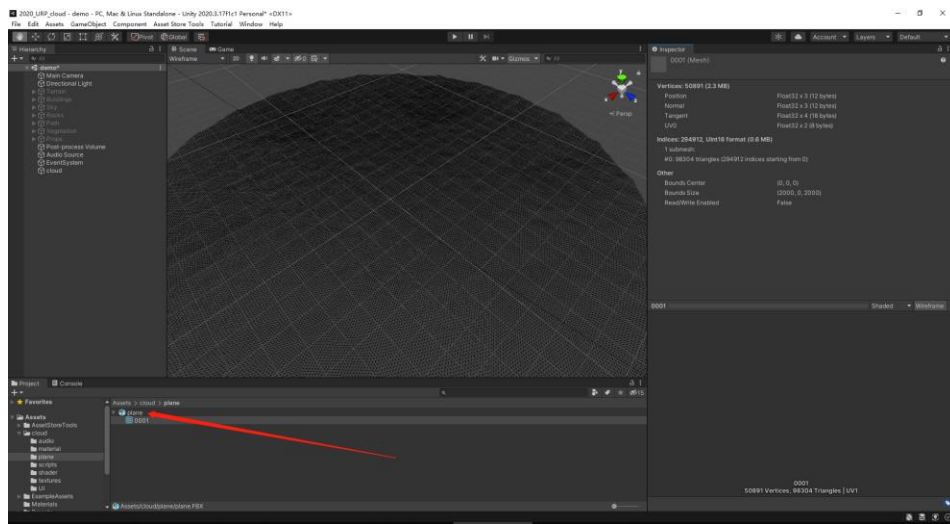 2020_URP_cloud - demo - PC, Mac & Linux Standalone - Unity 2020.3.17f1c1 Personal* <DX11>
File Edit Assets GameObject Component Asset Store Tools Tutorial Window Help
Pivot Global
Account Layers Default
Hierarchy
Scene Game
Inspector
Wireframe 2D Gizmos
0001 (Mesh)
demo*
Main Camera
Directional Light
Terrain
Buildings
Sky
Rocks
Path
Vegetation
Props
Post-process Volume
Audio Source
EventSystem
cloud
Persp
Vertices: 50891 (2.3 MB)
Position Float32 x 3 (12 bytes)
Normal Float32 x 3 (12 bytes)
Tangent Float32 x 4 (16 bytes)
UV0 Float32 x 2 (8 bytes)
Indices: 294912, UInt16 format (0.6 MB)
1 submesh:
#0: 98304 triangles (294912 indices starting from 0)
Other
Bounds Center (0, 0, 0)
Bounds Size (2000, 0, 2000)
Read/Write Enabled False
0001 Shaded Wireframe
Project Console
Favorites
Assets
AssetStoreTools
cloud
audio
material
plane
scripts
shader
textures
UI
ExampleAssets
Materials
Assets > cloud > plane
plane
0001
Assets/cloud/plane/plane.FBX
0001
50891 Vertices, 98304 Triangles | UV1